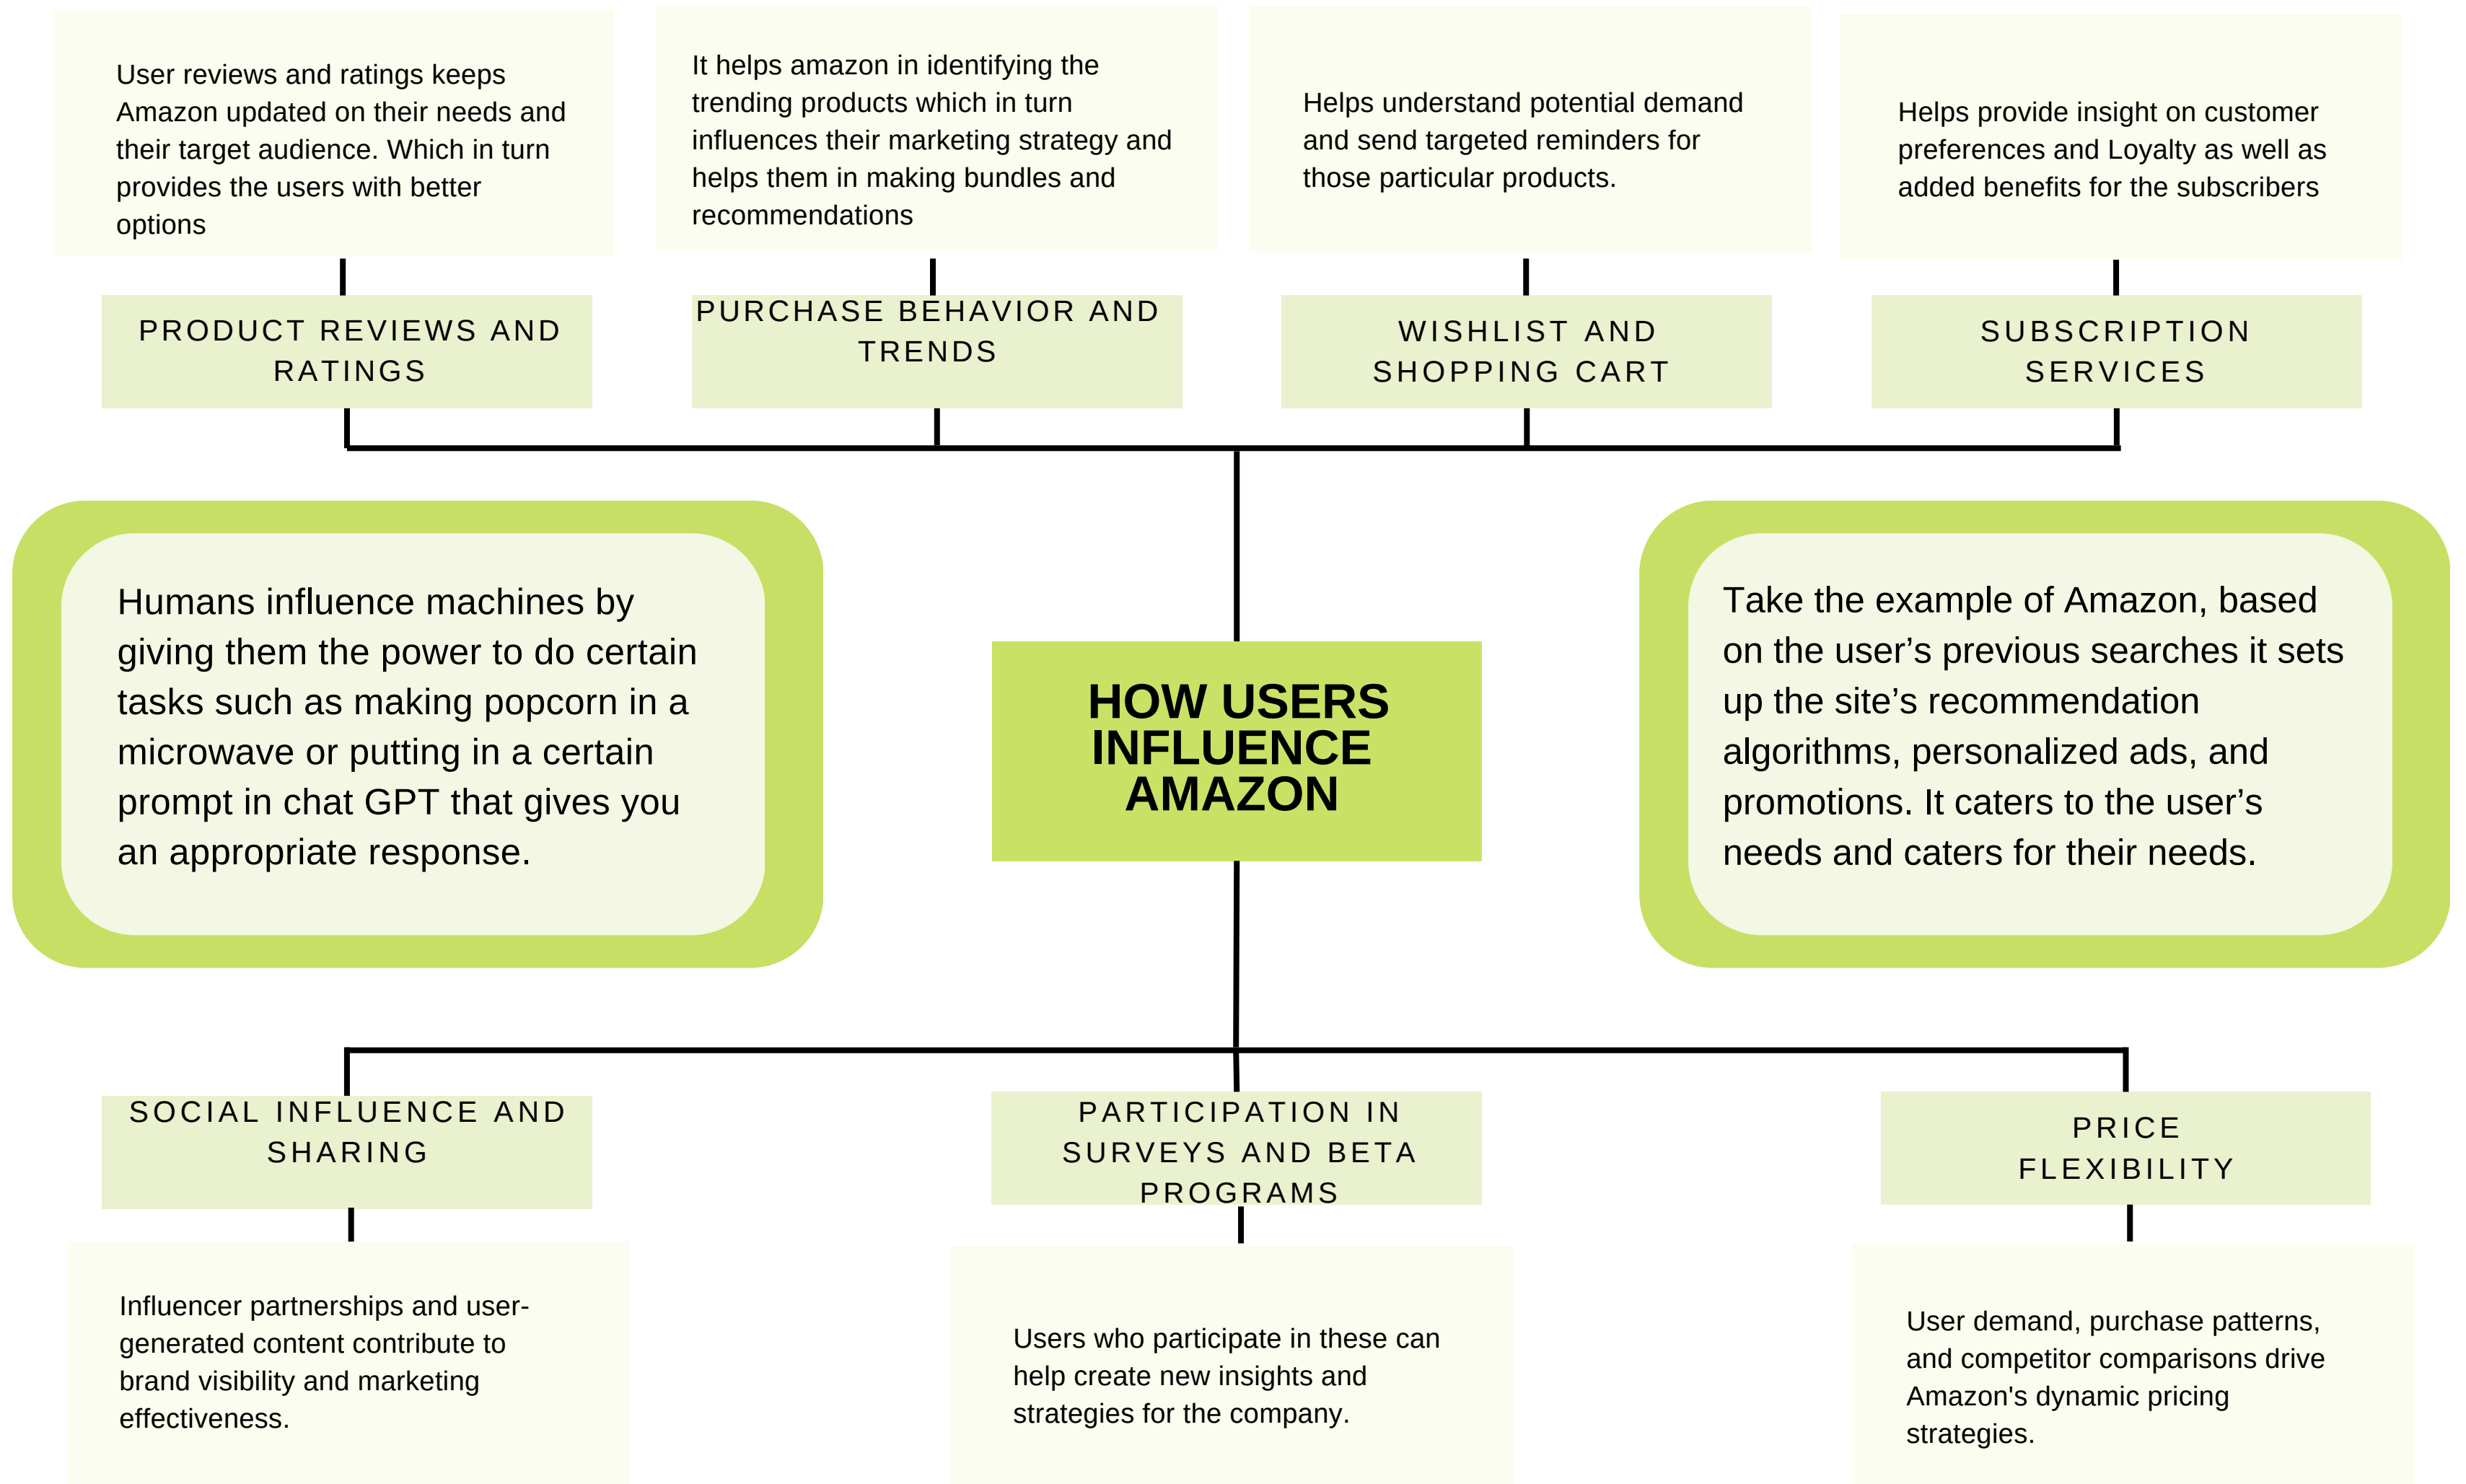 User reviews and ratings keeps
Amazon updated on their needs and
their target audience. Which in turn
provides the users with better
options
It helps amazon in identifying the
trending products which in turn
influences their marketing strategy and
helps them in making bundles and
recommendations
Helps understand potential demand
and send targeted reminders for
those particular products.
Helps provide insight on customer
preferences and Loyalty as well as
added benefits for the subscribers
PRODUCT REVIEWS AND
RATINGS
PURCHASE BEHAVIOR AND
TRENDS
WISHLIST AND
SHOPPING CART
SUBSCRIPTION
SERVICES
Humans influence machines by
giving them the power to do certain
tasks such as making popcorn in a
microwave or putting in a certain
prompt in chat GPT that gives you
an appropriate response.
HOW USERS
INFLUENCE
AMAZON
Take the example of Amazon, based
on the user’s previous searches it sets
up the site’s recommendation
algorithms, personalized ads, and
promotions. It caters to the user’s
needs and caters for their needs.
SOCIAL INFLUENCE AND
SHARING
PARTICIPATION IN
SURVEYS AND BETA
PROGRAMS
PRICE
FLEXIBILITY
Influencer partnerships and user-
generated content contribute to
brand visibility and marketing
effectiveness.
Users who participate in these can
help create new insights and
strategies for the company.
User demand, purchase patterns,
and competitor comparisons drive
Amazon's dynamic pricing
strategies.